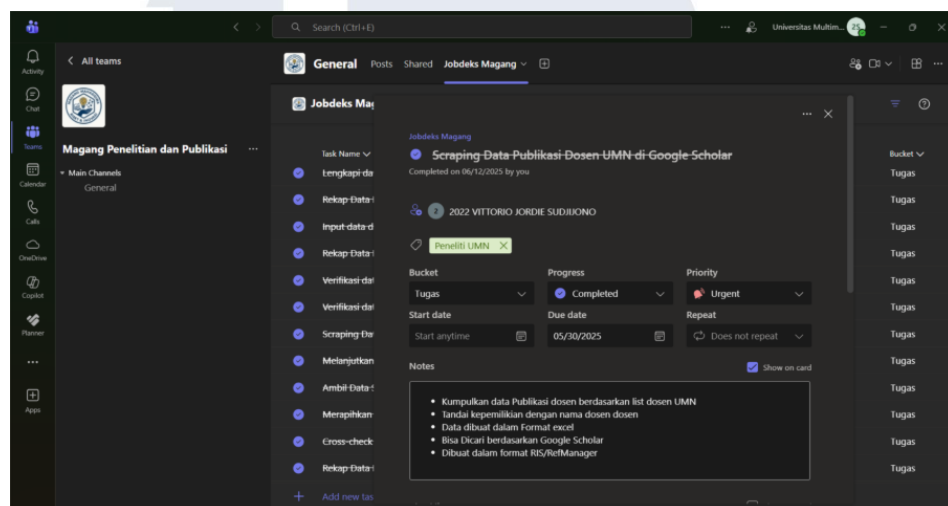 Search (Ctrl+E)
Universitas Multim...
Activity
Chat
Teams
Calendar
Calls
OneDrive
Copilot
Planner
Apps
All teams
Magang Penelitian dan Publikasi
Main Channels
General
General Posts Shared Jobdeks Magang
Jobdeks Mag
Task Name
Lengkapi da
Rekap Data
Input data d
Rekap Data
Verifikasi dat
Verifikasi dat
Scraping Da
Melanjutkan
Ambil Data
Merapihkan
Cross-check
Rekap Data
Add new tas
Jobdeks Magang
Scraping Data Publikasi Dosen UMN di Google Scholar
Completed on 06/12/2025 by you
2 2022 VITTORIO JORDIE SUDJIJONO
Peneliti UMN
Bucket Progress Priority
Tugas Completed Urgent
Start date Due date Repeat
Start anytime 05/30/2025 Does not repeat
Notes Show on card
• Kumpulkan data Publikasi dosen berdasarkan list dosen UMN
• Tandai kepemilikian dengan nama dosen dosen
• Data dibuat dalam Format excel
• Bisa Dicari berdasarkan Google Scholar
• Dibuat dalam format RIS/RefManager
Bucket
Tugas
Tugas
Tugas
Tugas
Tugas
Tugas
Tugas
Tugas
Tugas
Tugas
Tugas
Tugas